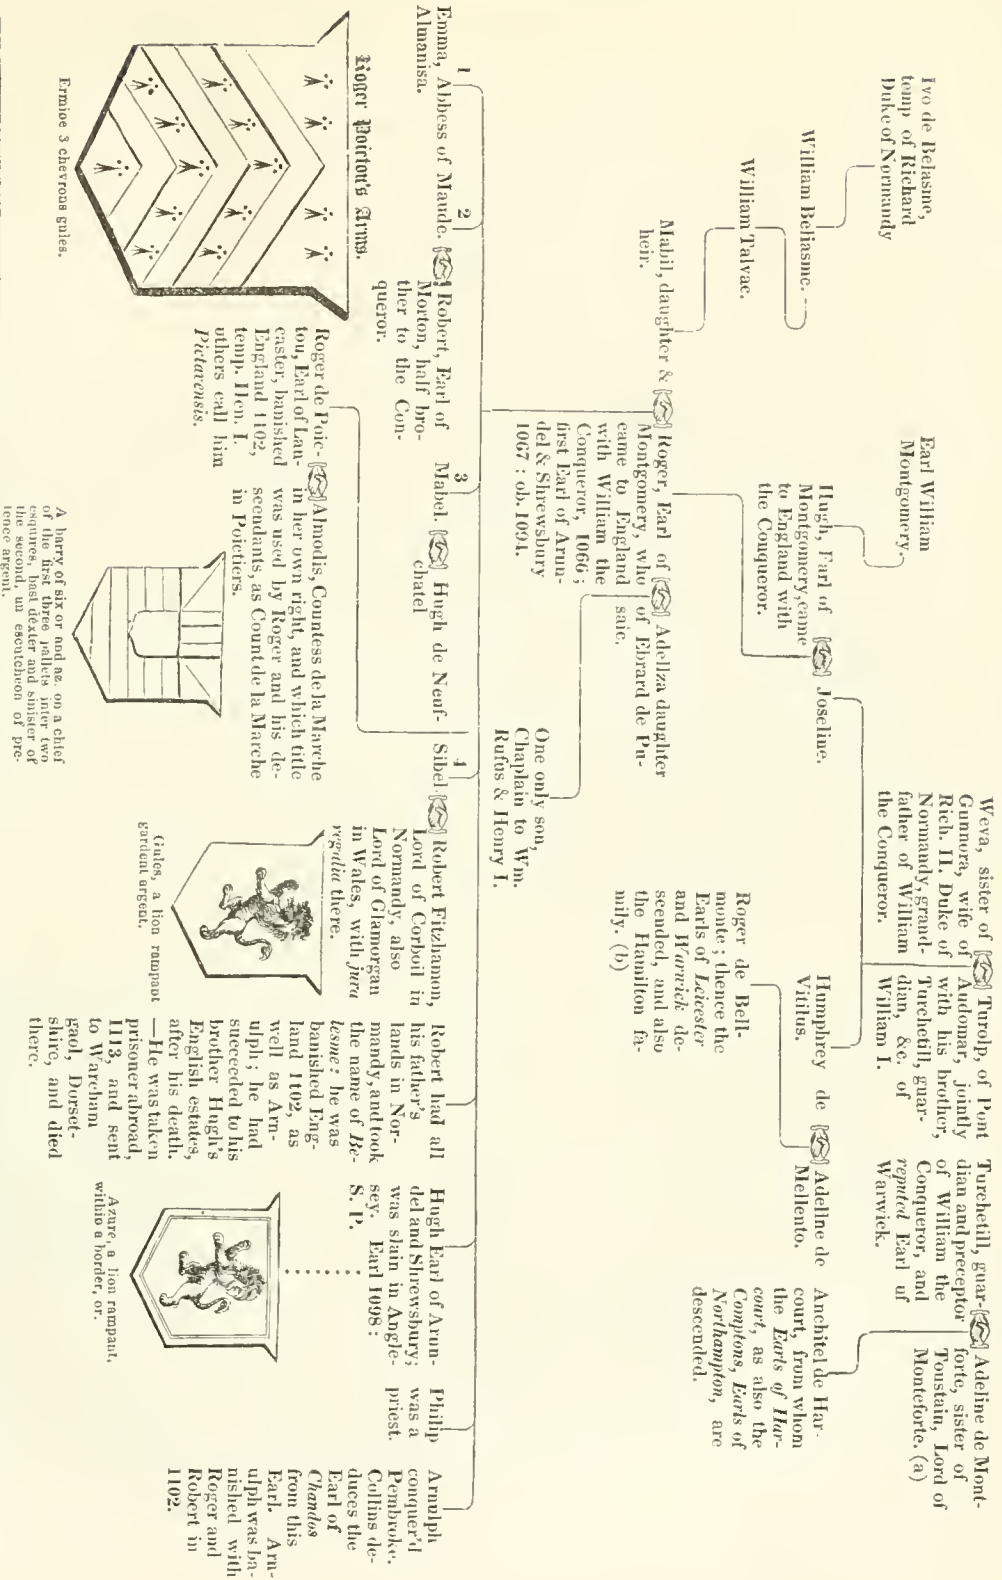 Ivo de Belasme,
temp of Richard
Duke of Normandy
William Beliasme.
William Talvac.
Mabil, daughter &
heir.
Earl William
Montgomery.
Hugh, Earl of
Montgomery, came
to England with
the Conqueror.
Joseline.
Weva, sister of
Gunnora, wife of
Rich. II. Duke of
Normandy, grand-
father of William
the Conqueror.
Turolp, of Pont
Audomar, jointly
with his brother,
Turchetill, guar-
dian, &c. of
William I.
Turchetill, guar-
dian and preceptor
of William the
Conqueror, and
reputed Earl uf
Warwick.
Adeline de Mont-
forte, sister of
Toustain, Lord of
Monteforte. (a)
Roger, Earl of
Montgomery, who
came to England
with William the
Conqueror, 1066;
first Earl of Arun-
del & Shrewsbury
1067: ob. 1094.
Adeliza daughter
of Ebrard de Pu-
saic.
One only son,
Chaplain to Wm.
Rufus & Henry I.
Humphrey de
Vitilus.
Adeline de
Mellento.
Roger de Bell-
monte; thence the
Earls of Leicester
and Warwick de-
scended, and also
the Hamilton fa-
mily. (b)
Anchitel de Har-
court, from whom
the Earls of Har-
court, as also the
Comptons, Earls of
Northampton, are
descended.
1
Emma, Abbess of
Almanisa.
2
Maude.
Robert, Earl of
Morton, half bro-
ther to the Con-
queror.
3
Mabel.
Hugh de Neuf-
chatel
4
Sibel.
Robert Fitzhamon,
Lord of Corboil in
Normandy, also
Lord of Glamorgan
in Wales, with jura
regalia there.
Robert had all
his father's
lands in Nor-
mandy, and took
the name of Be-
lesme: he was
banished Eng-
land 1102, as
well as Arn-
ulph; he had
succeeded to his
brother Hugh's
English estates,
after his death.
—He was taken
prisoner abroad,
1113, and sent
to Wareham
gaol, Dorset-
shire, and died
there.
Hugh Earl of Arun-
del and Shrewsbury;
was slain in Angle-
sey. Earl 1098:
S. P.
Philip
was a
priest.
Arnulph
conquer'd
Pembroke.
Collins de-
duces the
Earl of
Chandos
from this
Earl. Arn-
ulph was ba-
nished with
Roger and
Robert in
1102.
Roger de Poic-
tou, Earl of Lan-
caster, banished
England 1102,
temp. Hen. I.
others call him
Pictavensis.
Almodis, Countess de la Marche
in her own right, and which title
was used by Roger and his de-
scendants, as Count de la Marche
in Poictiers.
Roger Poicton's Arms.
Ermine 3 chevrons gules.
A barry of six or and az. on a chief
of the first three pallets inter two
esquires, bast dexter and sinister of
the second, un escutcheon of pre-
tence argent.
Gules, a lion rampant
gardent argent.
Azure, a lion rampant,
within a border, or.